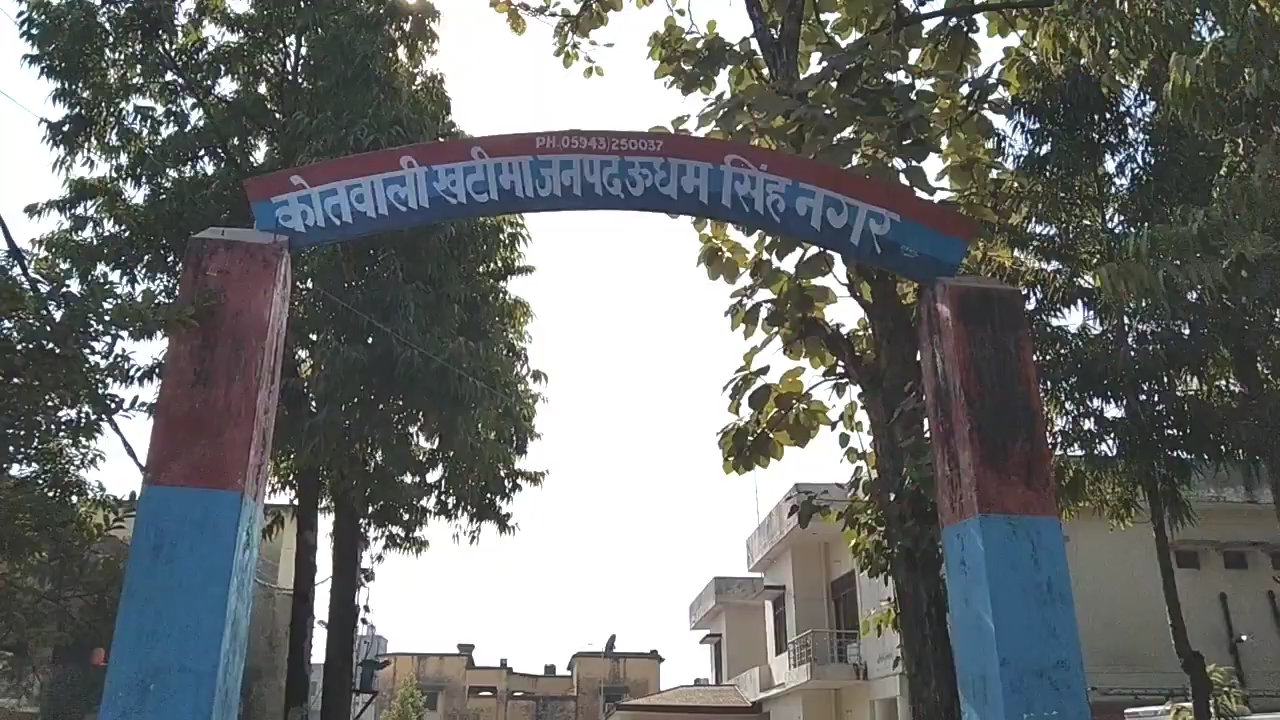 PH.05943/250037
कोतवाली खटीमा जनपद ऊधम सिंह नगर